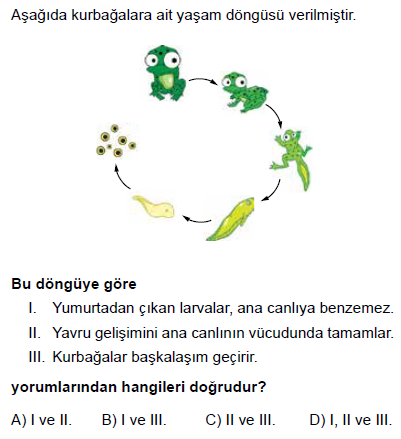 Aşağıda kurbağalara ait yaşam döngüsü verilmiştir.
Bu döngüye göre
I. Yumurtadan çıkan larvalar, ana canlıya benzemez.
II. Yavru gelişimini ana canlının vücudunda tamamlar.
III. Kurbağalar başkalaşım geçirir.
yorumlarından hangileri doğrudur?
A) I ve II. B) I ve III. C) II ve III. D) I, II ve III.